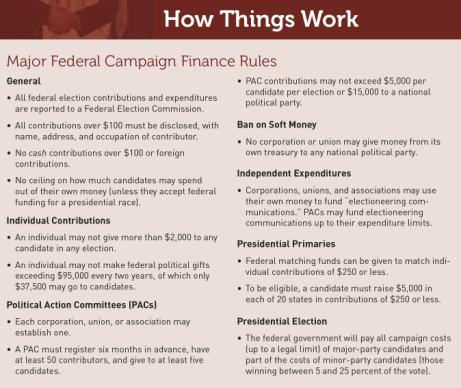 How Things Work
Major Federal Campaign Finance Rules
General
• All federal election contributions and expenditures
are reported to a Federal Election Commission.
• All contributions over $100 must be disclosed, with
name, address, and occupation of contributor.
• No cash contributions over $100 or foreign
contributions.
• No ceiling on how much candidates may spend
out of their own money (unless they accept federal
funding for a presidential race).
Individual Contributions
• An individual may not give more than $2,000 to any
candidate in any election.
• An individual may not make federal political gifts
exceeding $95,000 every two years, of which only
$37,500 may go to candidates.
Political Action Committees (PACs)
• Each corporation, union, or association may
establish one.
• A PAC must register six months in advance, have
at least 50 contributors, and give to at least five
candidates.
• PAC contributions may not exceed $5,000 per
candidate per election or $15,000 to a national
political party.
Ban on Soft Money
• No corporation or union may give money from its
own treasury to any national political party.
Independent Expenditures
• Corporations, unions, and associations may use
their own money to fund "electioneering com-
munications." PACs may fund electioneering
communications up to their expenditure limits.
Presidential Primaries
• Federal matching funds can be given to match indi-
vidual contributions of $250 or less.
• To be eligible, a candidate must raise $5,000 in
each of 20 states in contributions of $250 or less.
Presidential Election
• The federal government will pay all campaign costs
(up to a legal limit) of major-party candidates and
part of the costs of minor-party candidates (those
winning between 5 and 25 percent of the vote).